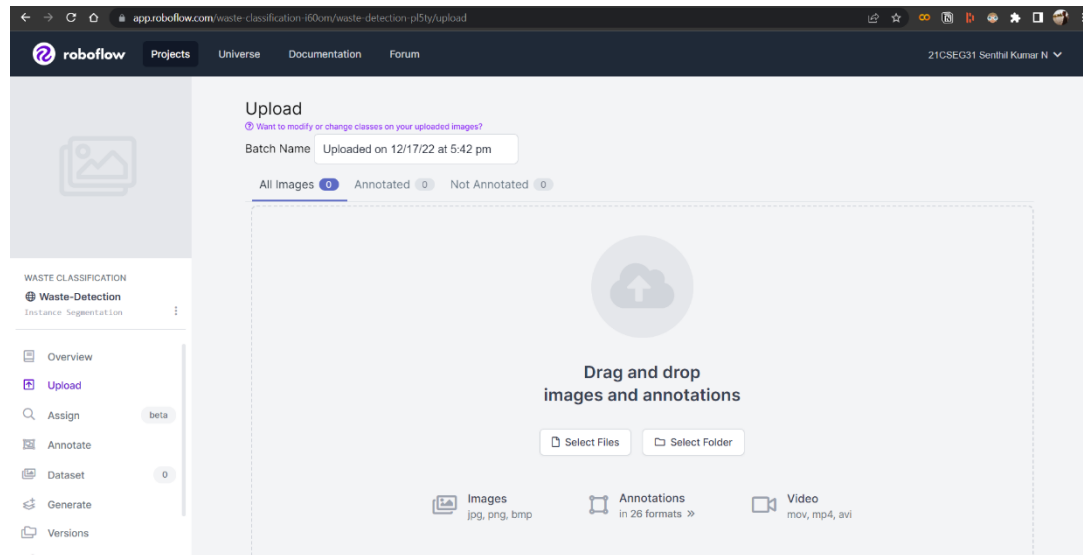 app.roboflow.com/waste-classification-i60om/waste-detection-pl5ty/upload
roboflow Projects Universe Documentation Forum 21CSEG31 Senthil Kumar N
Upload
Want to modify or change classes on your uploaded images?
Batch Name Uploaded on 12/17/22 at 5:42 pm
All Images 0 Annotated 0 Not Annotated 0
WASTE CLASSIFICATION
Waste-Detection
Instance Segmentation
Overview
Upload
Assign beta
Annotate
Dataset 0
Generate
Versions
Drag and drop
images and annotations
Select Files Select Folder
Images
jpg, png, bmp
Annotations
in 26 formats »
Video
mov, mp4, avi